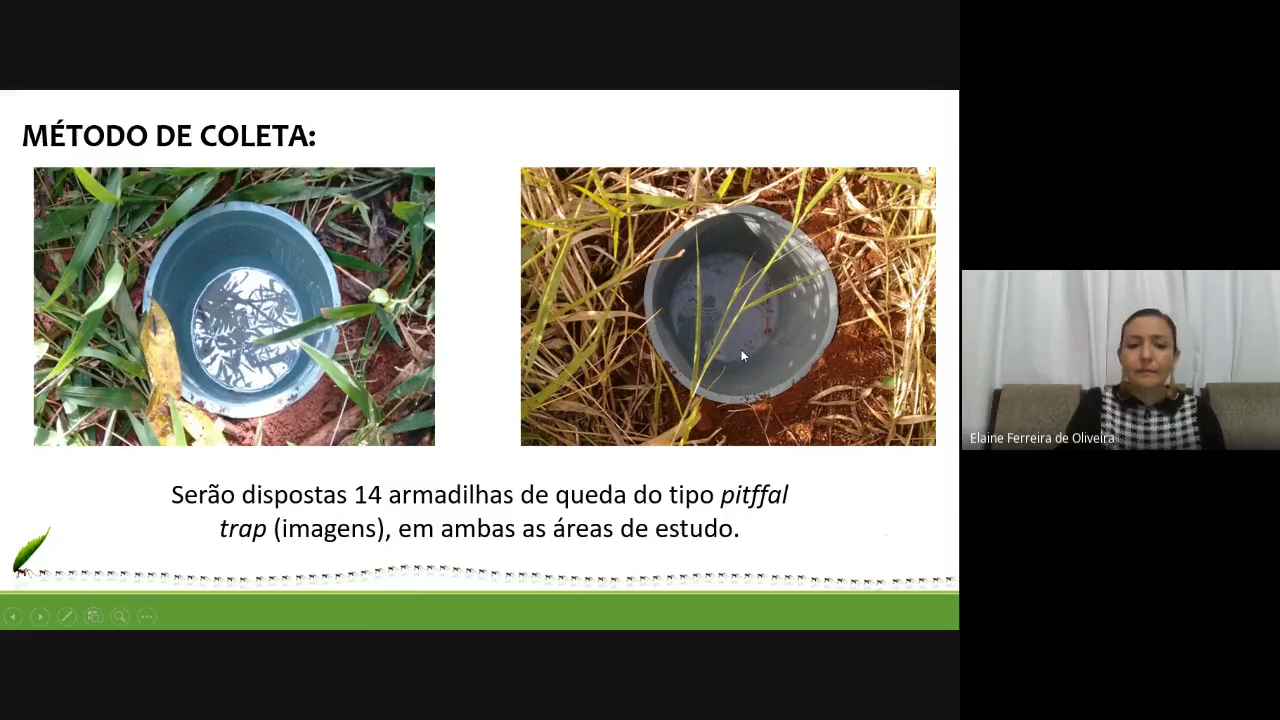 MÉTODO DE COLETA:
Serão dispostas 14 armadilhas de queda do tipo pitffal
trap (imagens), em ambas as áreas de estudo.
Elaine Ferreira de Oliveira